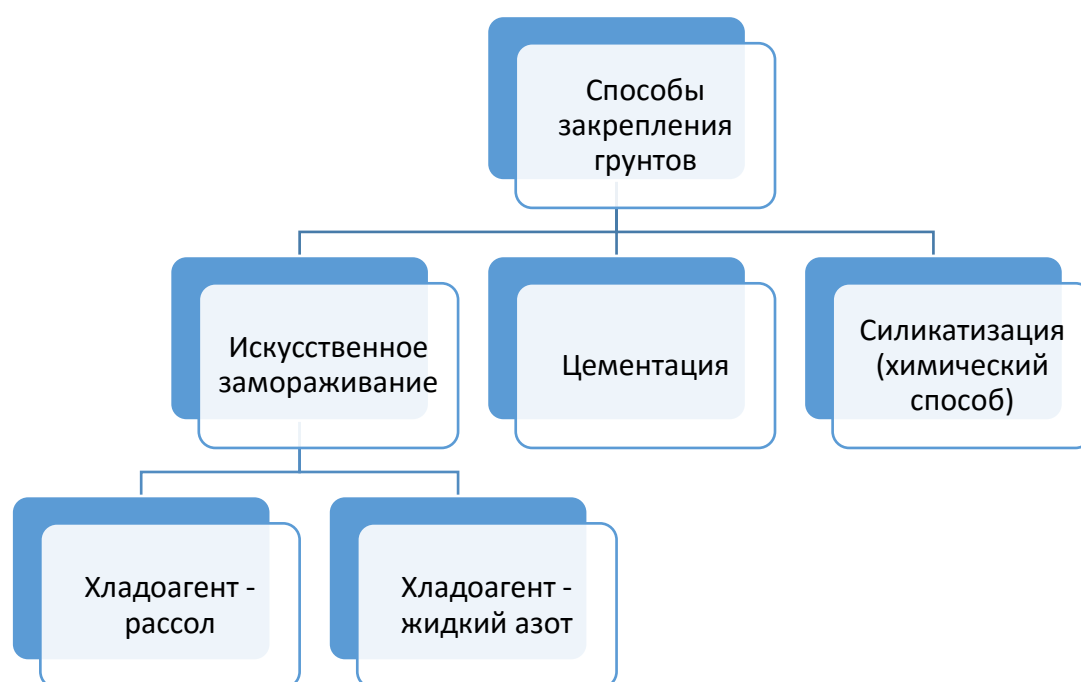 Способы
закрепления
грунтов
Искусственное
замораживание
Цементация
Силикатизация
(химический
способ)
Хладоагент -
рассол
Хладоагент -
жидкий азот